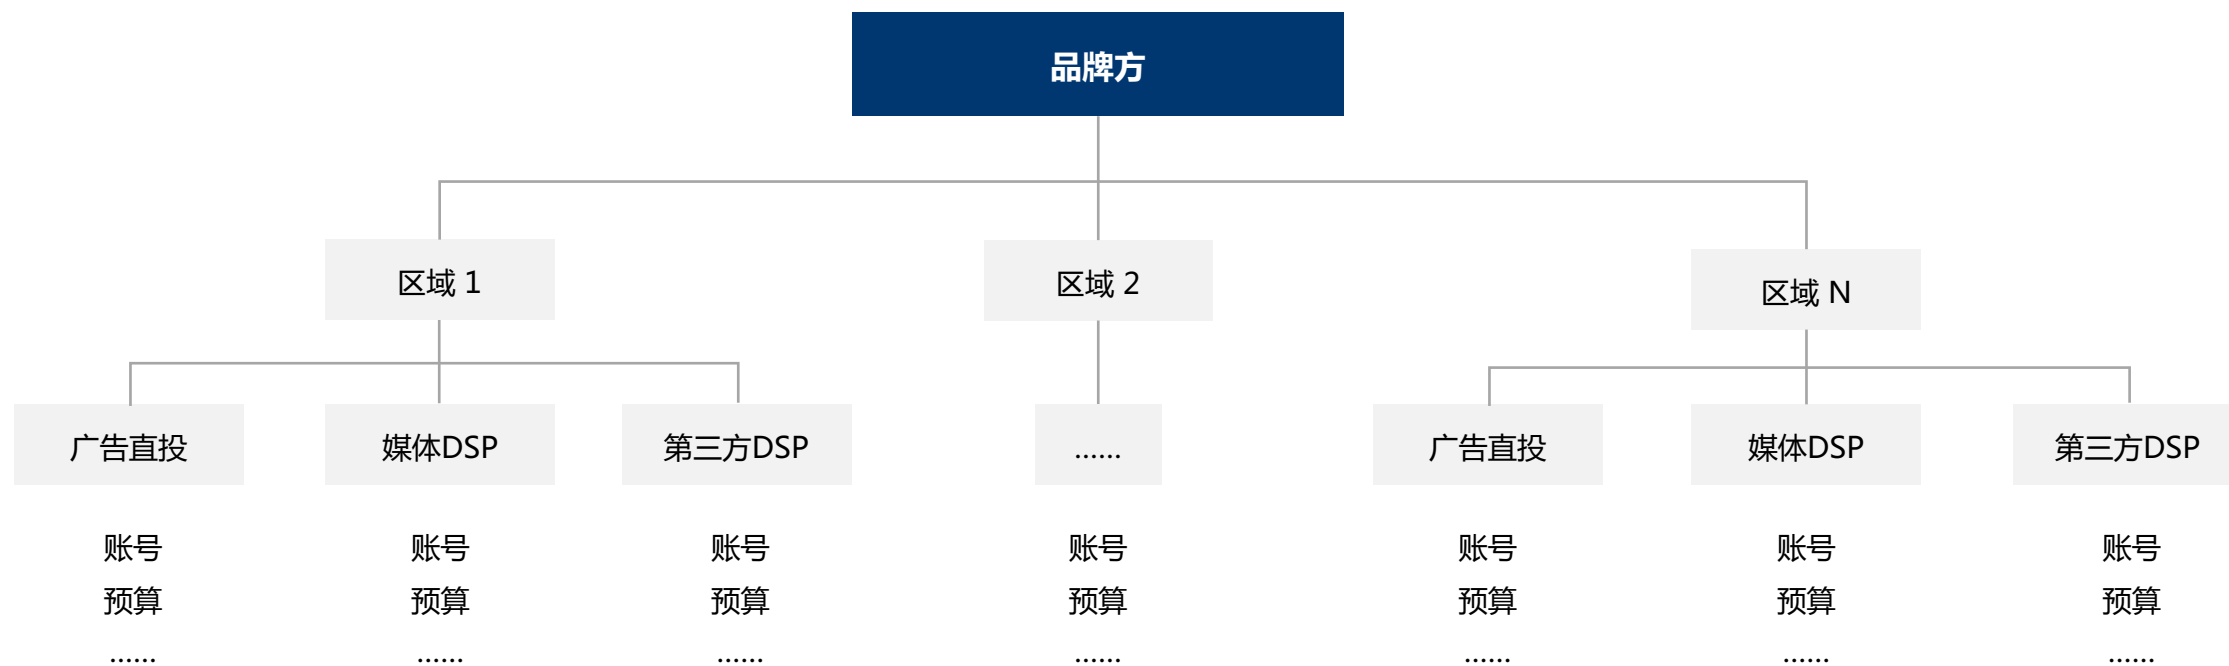 品牌方
区域 1
区域 2
区域 N
广告直投
媒体DSP
第三方DSP
......
广告直投
媒体DSP
第三方DSP
账号
账号
账号
账号
账号
账号
账号
预算
预算
预算
预算
预算
预算
预算
......
......
......
......
......
......
......